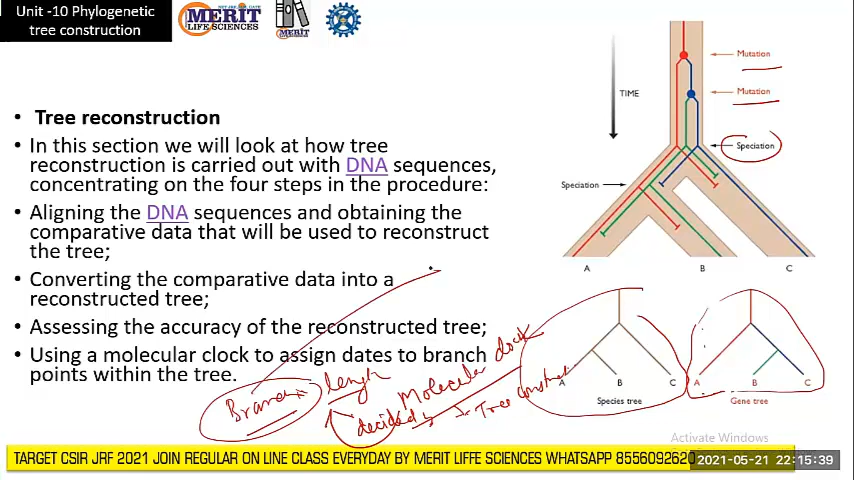 Unit -10 Phylogenetic
tree construction
MERIT
LIFE SCIENCES
MERIT
• Tree reconstruction
• In this section we will look at how tree
reconstruction is carried out with DNA sequences,
concentrating on the four steps in the procedure:
• Aligning the DNA sequences and obtaining the
comparative data that will be used to reconstruct
the tree;
• Converting the comparative data into a
reconstructed tree;
• Assessing the accuracy of the reconstructed tree;
• Using a molecular clock to assign dates to branch
points within the tree.
Branch length
decided by Molecular clock
Tree construct
TIME
Mutation
Mutation
Speciation
Speciation
A B C
A B C
Species tree
A B C
Gene tree
Activate Windows
TARGET CSIR JRF 2021 JOIN REGULAR ON LINE CLASS EVERYDAY BY MERIT LIFFE SCIENCES WHATSAPP 8556092620
2021-05-21 22:15:39